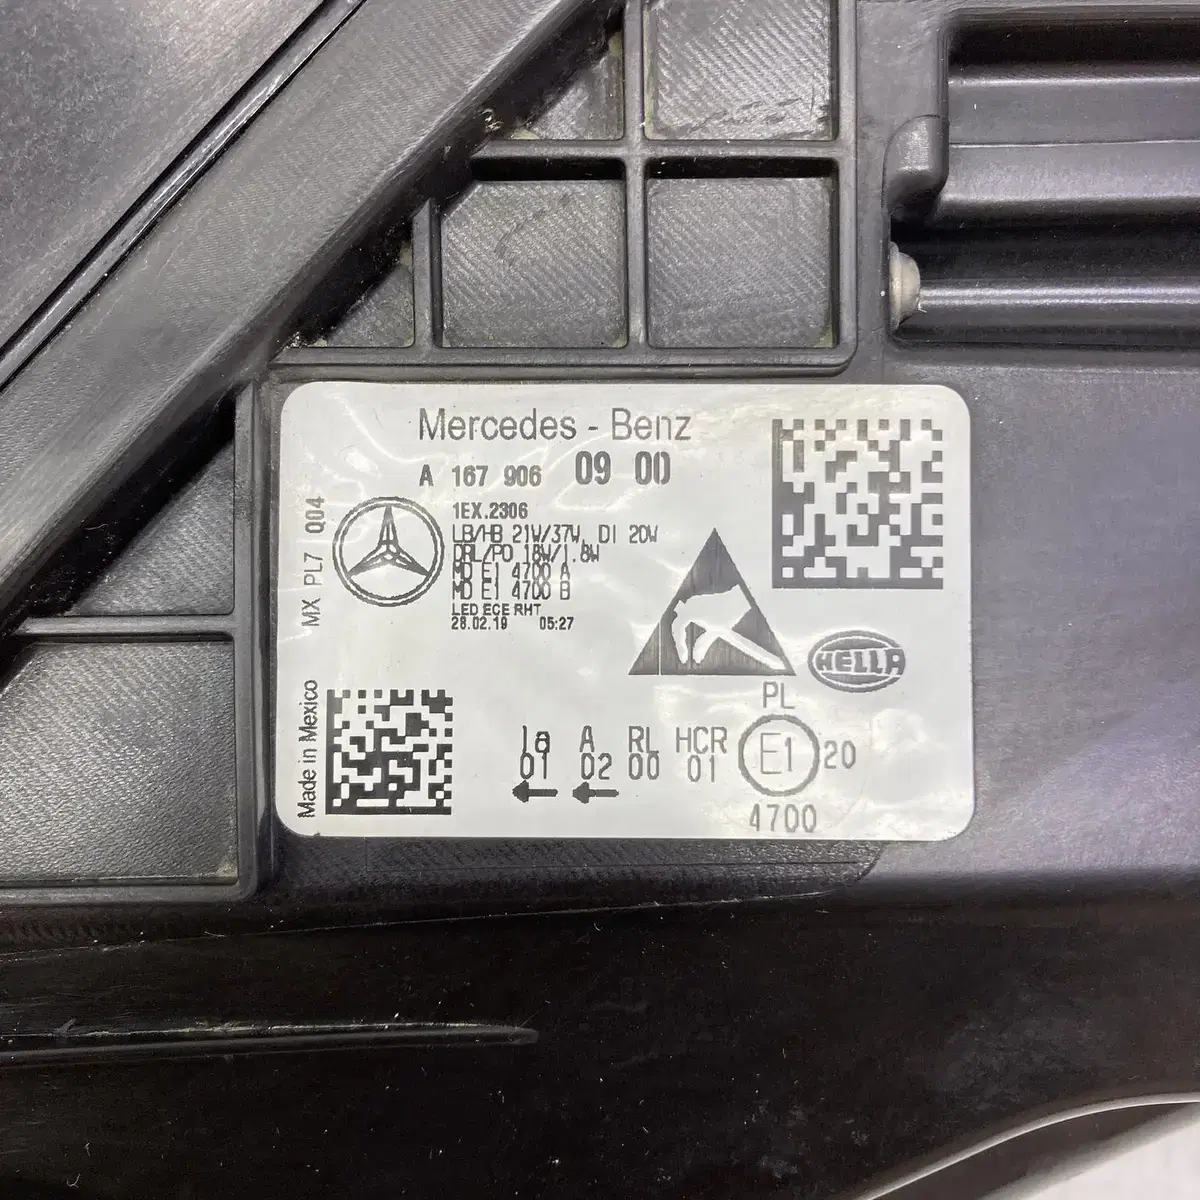 Mercedes - Benz
A 167 906 09 00
1EX.2306
LB/HB 21W/37W, DI 20W
DRL/PO 18W/1.8W
MD E1 4700 A
MD E1 4700 B
LED ECE RHT
28.02.19 05:27
MX PL7 Q04
Made in Mexico
HELLA
PL
1a A RL HCR E1 20
01 02 00 01
4700